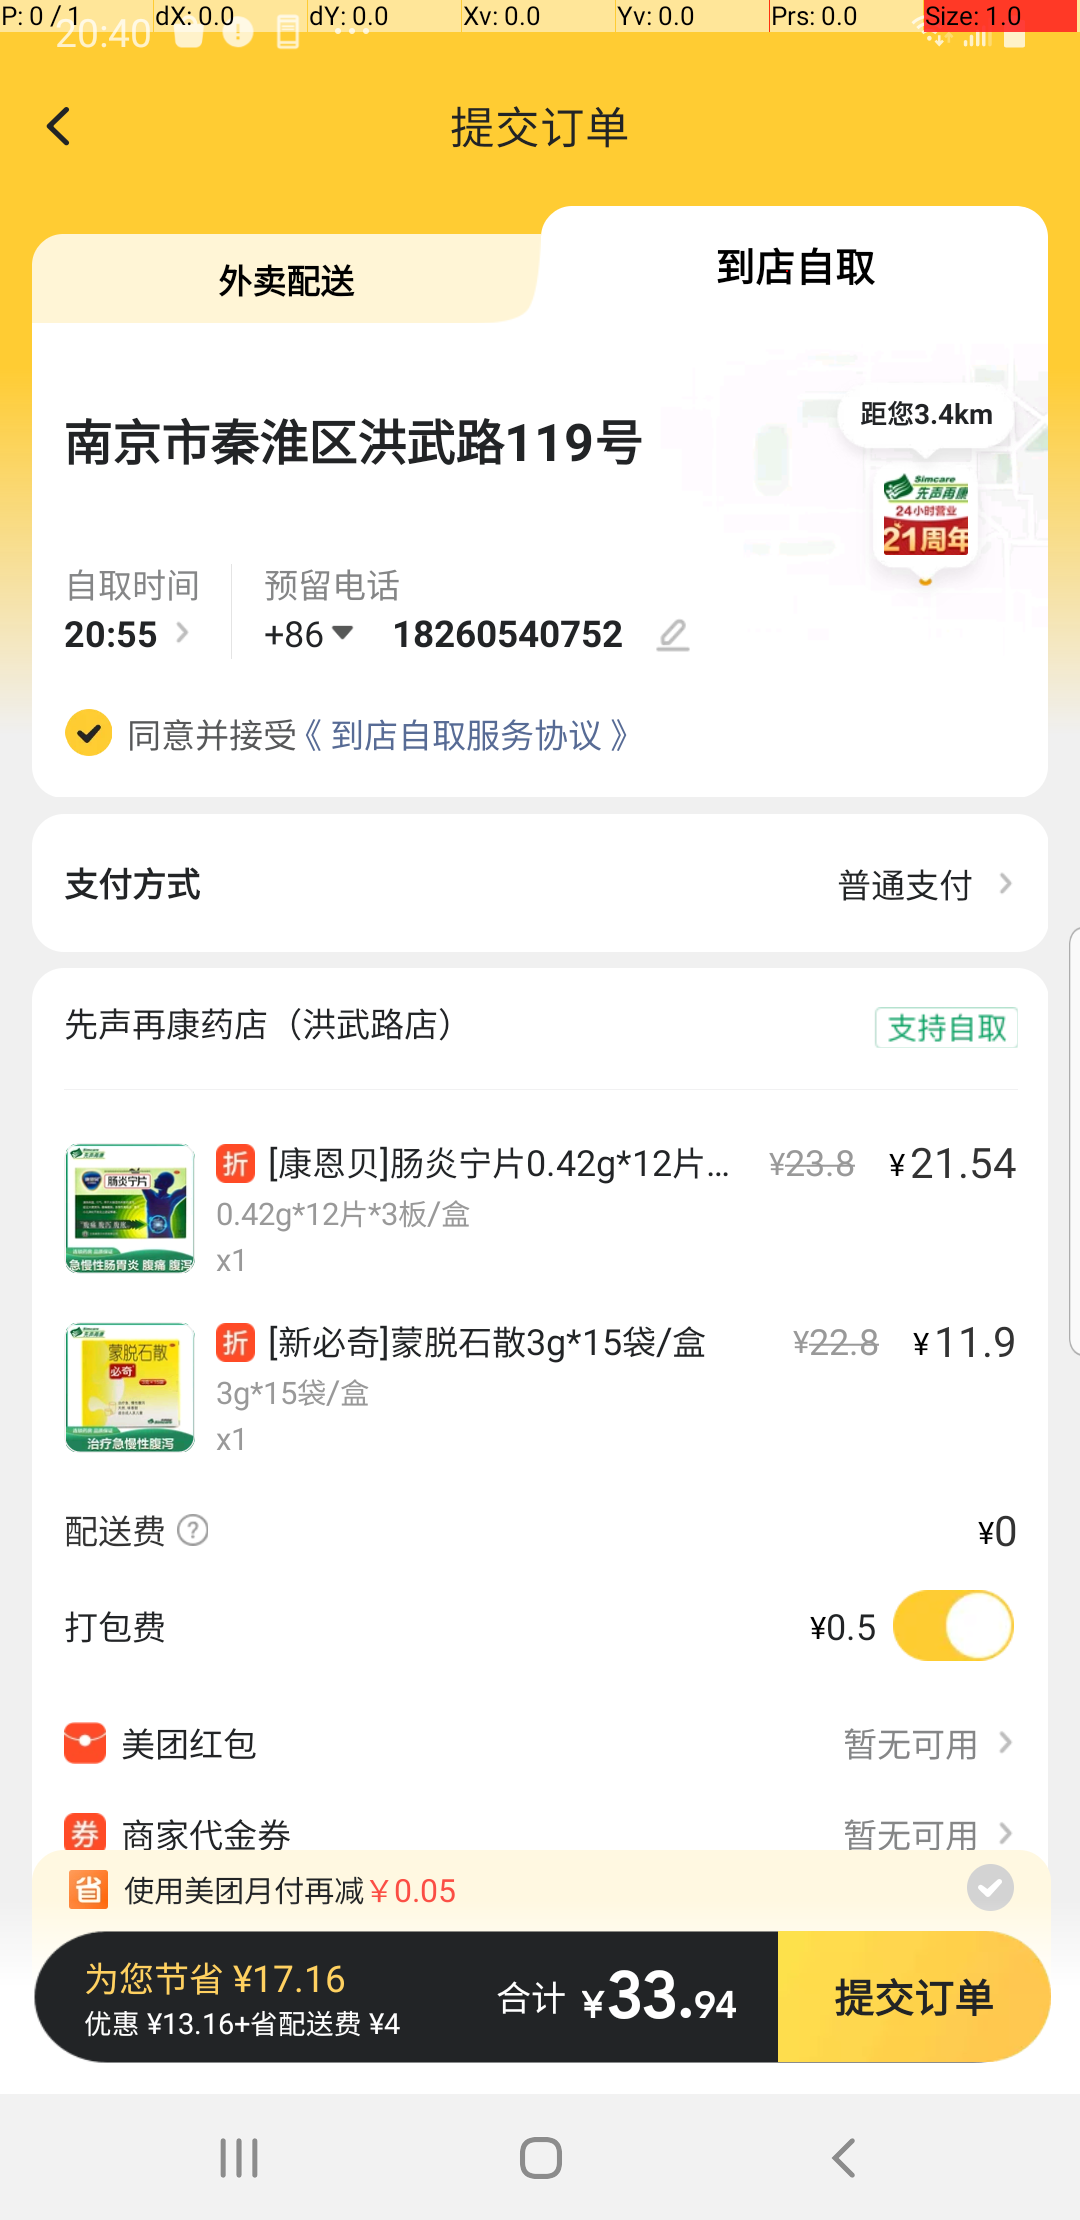 P: 0 / 1 dX: 0.0 dY: 0.0 Xv: 0.0 Yv: 0.0 Prs: 0.0 Size: 1.0
20:40
提交订单
外卖配送
到店自取
南京市秦淮区洪武路119号
距您3.4km
Simcare
先声再康
24小时营业
21周年
自取时间 预留电话
20:55 +86 18260540752
同意并接受《到店自取服务协议》
支付方式 普通支付
先声再康药店（洪武路店） 支持自取
折 [康恩贝]肠炎宁片0.42g*12片... ¥23.8 ¥21.54
0.42g*12片*3板/盒
x1
肠炎宁片
急慢性肠胃炎 腹痛 腹泻
折 [新必奇]蒙脱石散3g*15袋/盒 ¥22.8 ¥11.9
3g*15袋/盒
x1
蒙脱石散
必奇
治疗急慢性腹泻
配送费 ? ¥0
打包费 ¥0.5
美团红包 暂无可用
券 商家代金券 暂无可用
省 使用美团月付再减¥0.05
为您节省 ¥17.16
优惠 ¥13.16+省配送费 ¥4
合计 ¥33.94
提交订单